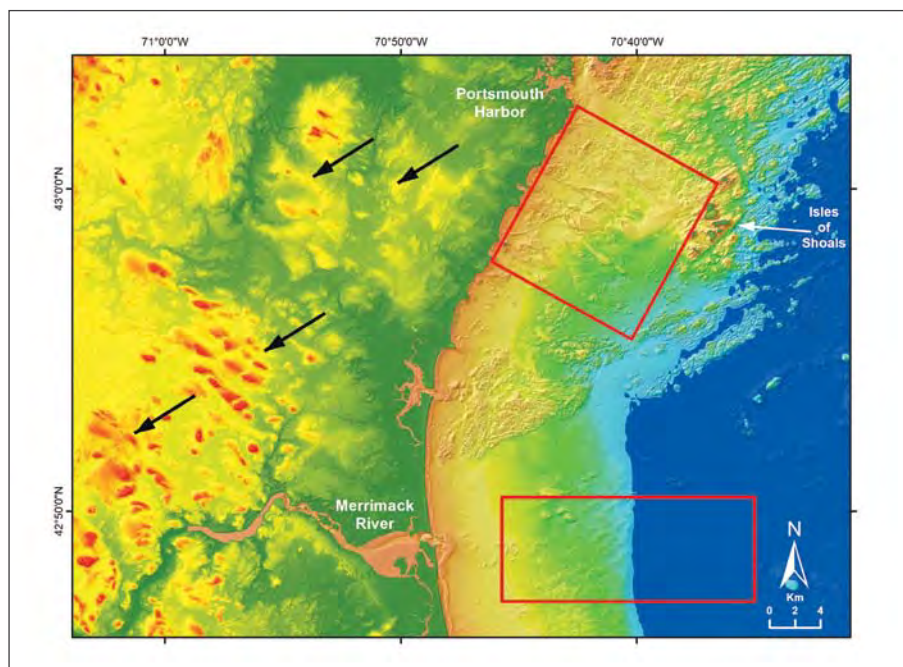 71°0'0"W
70°50'0"W
70°40'0"W
Portsmouth
Harbor
43°0'0"N
Isles
of
Shoals
42°50'0"N
Merrimack
River
N
Km
0 2 4